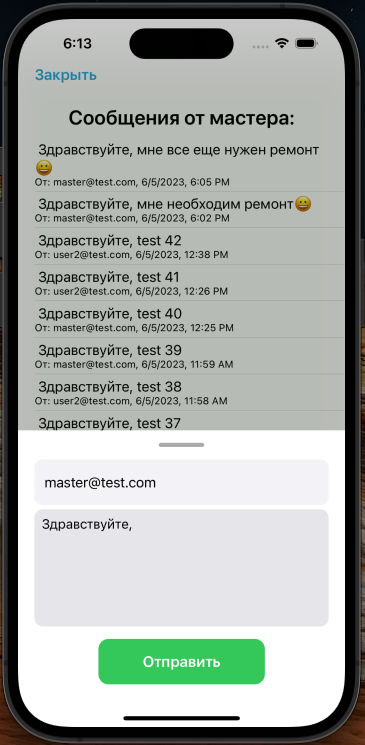 6:13
Закрыть
Сообщения от мастера:
Здравствуйте, мне все еще нужен ремонт
😀
От: master@test.com, 6/5/2023, 6:05 PM
Здравствуйте, мне необходим ремонт😀
От: master@test.com, 6/5/2023, 6:02 PM
Здравствуйте, test 42
От: user2@test.com, 6/5/2023, 12:38 PM
Здравствуйте, test 41
От: user2@test.com, 6/5/2023, 12:26 PM
Здравствуйте, test 40
От: master@test.com, 6/5/2023, 12:25 PM
Здравствуйте, test 39
От: master@test.com, 6/5/2023, 11:59 AM
Здравствуйте, test 38
От: user2@test.com, 6/5/2023, 11:58 AM
Здравствуйте, test 37
master@test.com
Здравствуйте,
Отправить